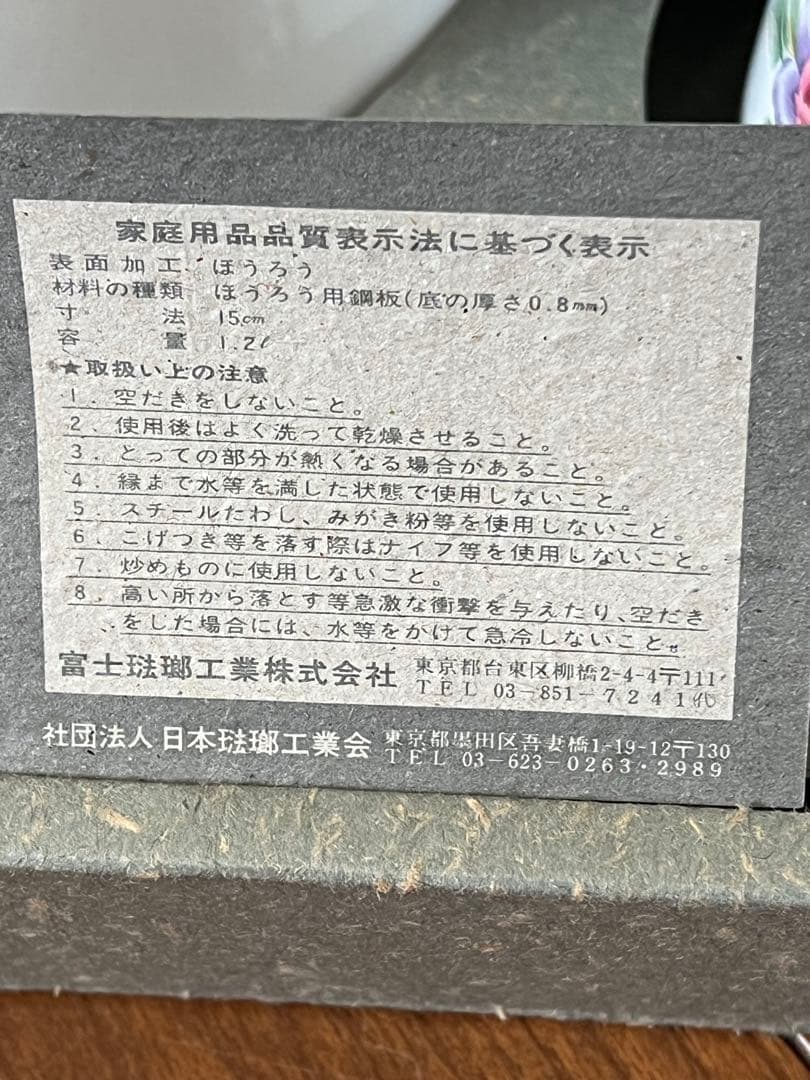 家庭用品品質表示法に基づく表示
表面加工 ほうろう
材料の種類 ほうろう用鋼板(底の厚さ0.8mm)
寸法 15cm
容量 1.2ℓ
★取扱い上の注意
1．空だきをしないこと。
2．使用後はよく洗って乾燥させること。
3．とっての部分が熱くなる場合があること。
4．縁まで水等を満した状態で使用しないこと。
5．スチールたわし、みがき粉等を使用しないこと。
6．こげつき等を落す際はナイフ等を使用しないこと。
7．炒めものに使用しないこと。
8．高い所から落とす等急激な衝撃を与えたり、空だき
をした場合には、水等をかけて急冷しないこと。
富士琺瑯工業株式会社 東京都台東区柳橋2-4-4〒111
TEL 03-851-7241代
社団法人 日本琺瑯工業会 東京都墨田区吾妻橋1-19-12〒130
TEL 03-623-0263・2989